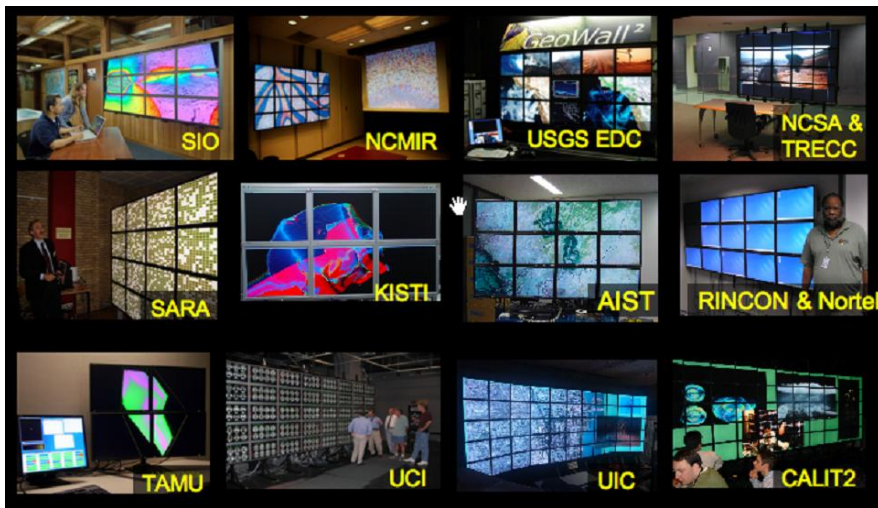 GeoWall²
SIO
NCMIR
USGS EDC
NCSA &
TRECC
SARA
KISTI
AIST
RINCON & Nortel
TAMU
UCI
UIC
CALIT2